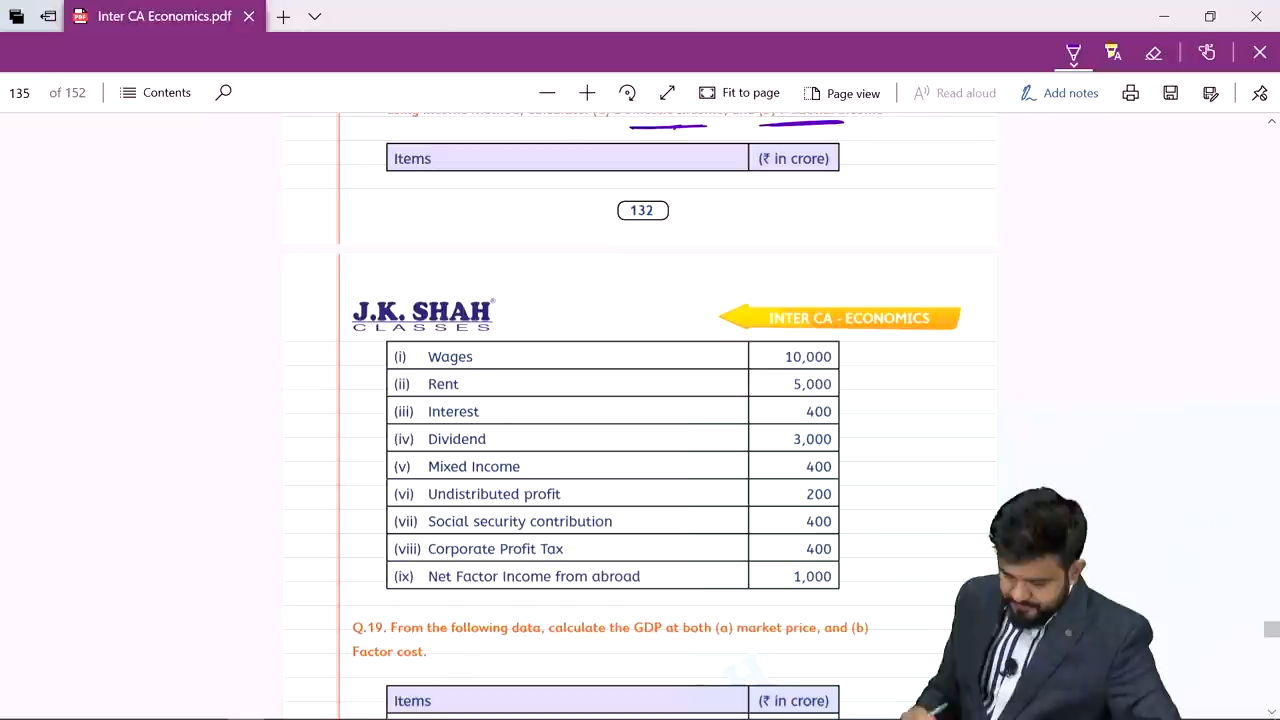 Inter CA Economics.pdf
135 of 152
Contents
Fit to page
Page view
Read aloud
Add notes
Items (₹ in crore)
132
J.K. SHAH®
CLASSES
INTER CA - ECONOMICS
(i) Wages 10,000
(ii) Rent 5,000
(iii) Interest 400
(iv) Dividend 3,000
(v) Mixed Income 400
(vi) Undistributed profit 200
(vii) Social security contribution 400
(viii) Corporate Profit Tax 400
(ix) Net Factor Income from abroad 1,000
Q.19. From the following data, calculate the GDP at both (a) market price, and (b)
Factor cost.
Items (₹ in crore)